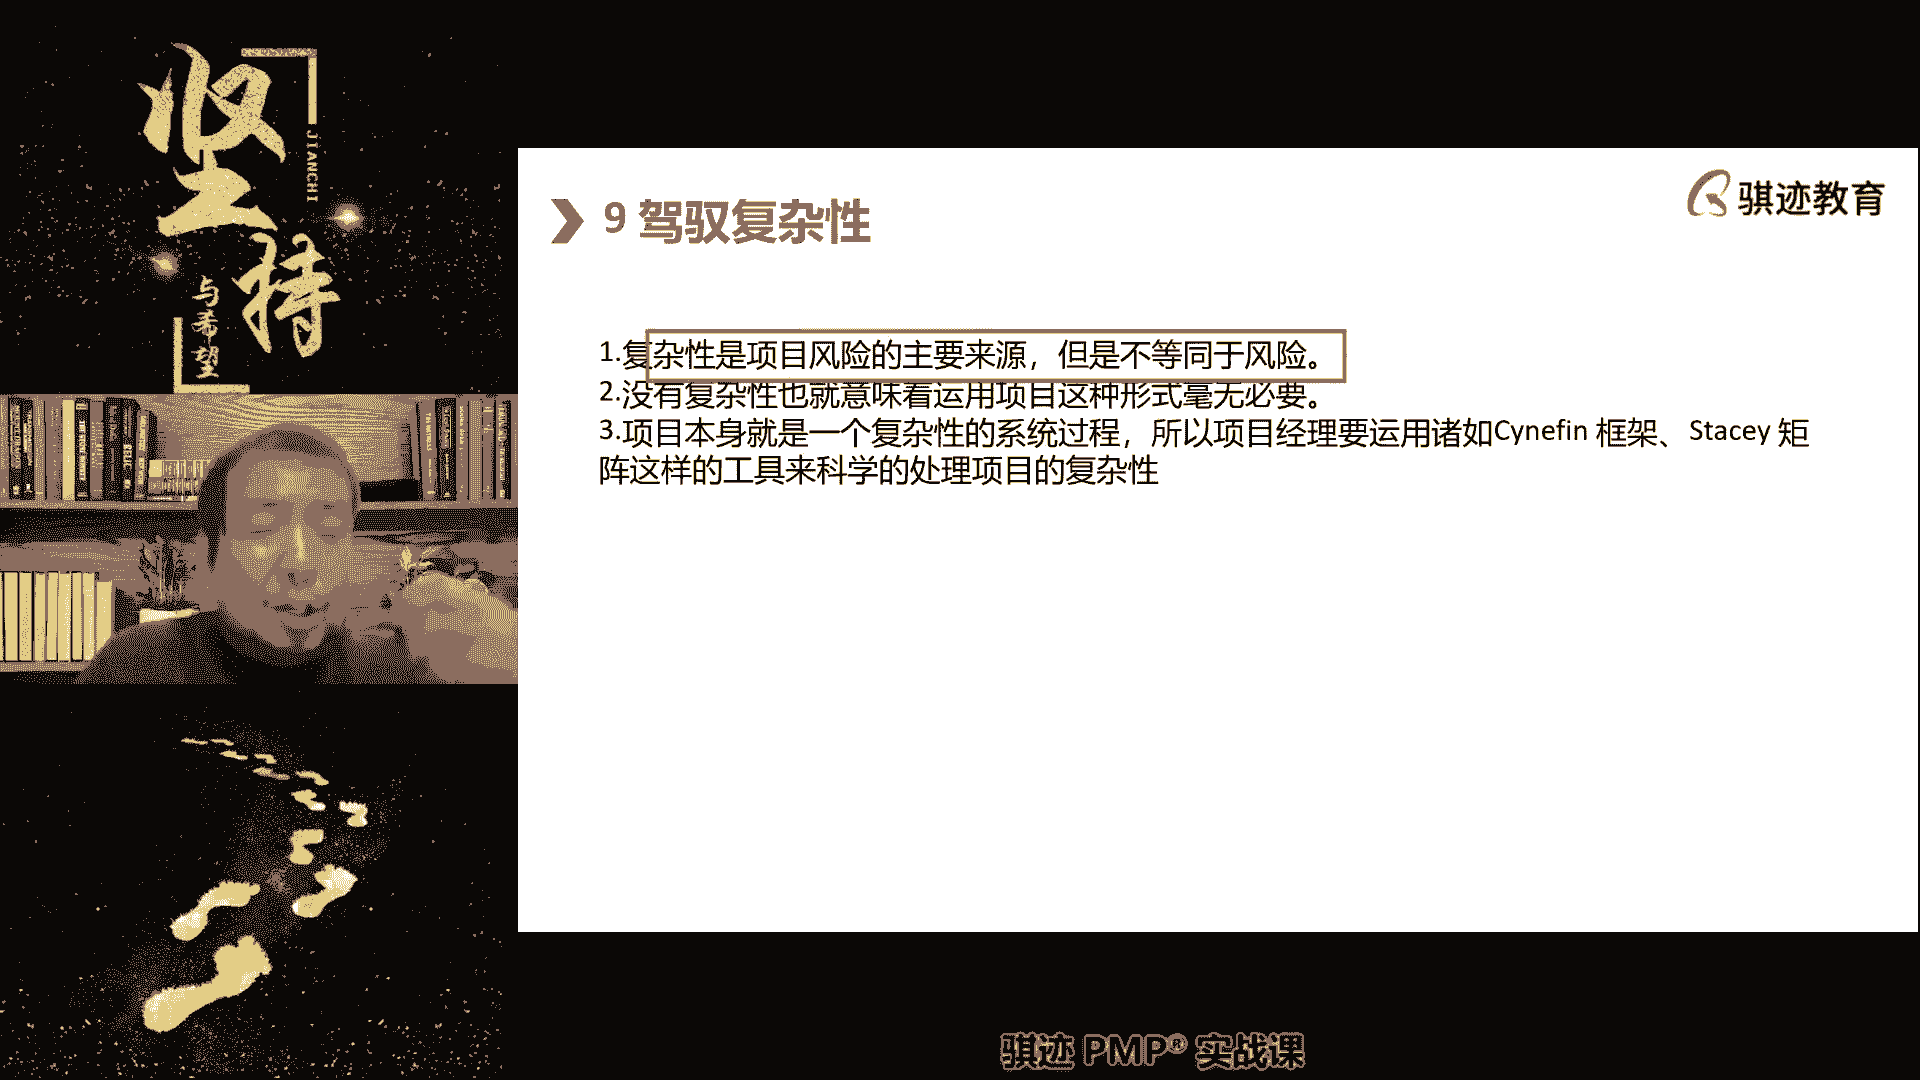 坚持
JIANCHI
与希望
骐迹教育
9 驾驭复杂性
1.复杂性是项目风险的主要来源，但是不等同于风险。
2.没有复杂性也就意味着运用项目这种形式毫无必要。
3.项目本身就是一个复杂性的系统过程，所以项目经理要运用诸如Cynefin 框架、Stacey 矩
阵这样的工具来科学的处理项目的复杂性
骐迹 PMP® 实战课